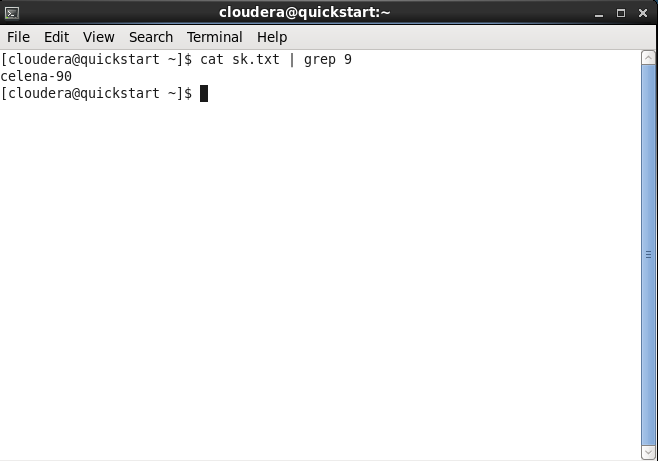 cloudera@quickstart:~
File Edit View Search Terminal Help
[cloudera@quickstart ~]$ cat sk.txt | grep 9
celena-90
[cloudera@quickstart ~]$